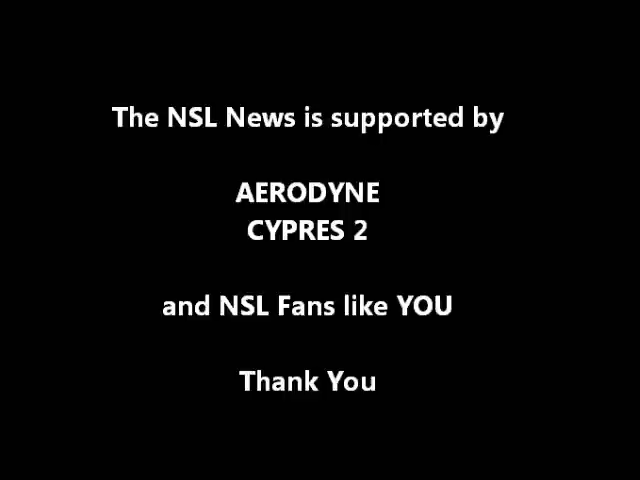 The NSL News is supported by
AERODYNE
CYPRES 2
and NSL Fans like YOU
Thank You